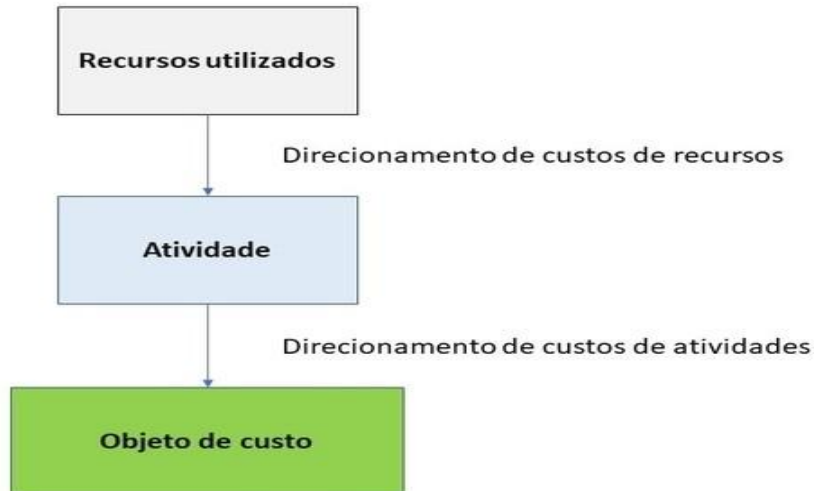 Recursos utilizados
Direcionamento de custos de recursos
Atividade
Direcionamento de custos de atividades
Objeto de custo